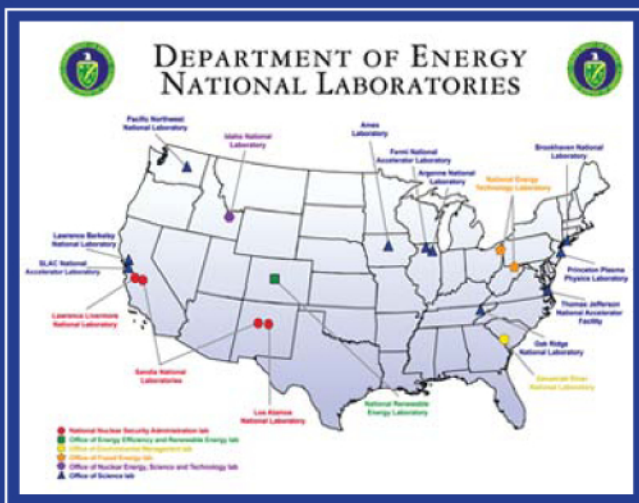 DEPARTMENT OF ENERGY
NATIONAL LABORATORIES
Pacific Northwest
National Laboratory
Idaho National
Laboratory
Ames
Laboratory
Fermi National
Accelerator Laboratory
Argonne National
Laboratory
Brookhaven National
Laboratory
National Energy
Technology Laboratory
Lawrence Berkeley
National Laboratory
SLAC National
Accelerator Laboratory
Princeton Plasma
Physics Laboratory
Lawrence Livermore
National Laboratory
Thomas Jefferson
National Accelerator
Facility
Oak Ridge
National Laboratory
Sandia National
Laboratories
Savannah River
National Laboratory
Los Alamos
National Laboratory
National Renewable
Energy Laboratory
National Nuclear Security Administration lab
Office of Energy Efficiency and Renewable Energy lab
Office of Environmental Management lab
Office of Fossil Energy lab
Office of Nuclear Energy, Science and Technology lab
Office of Science lab